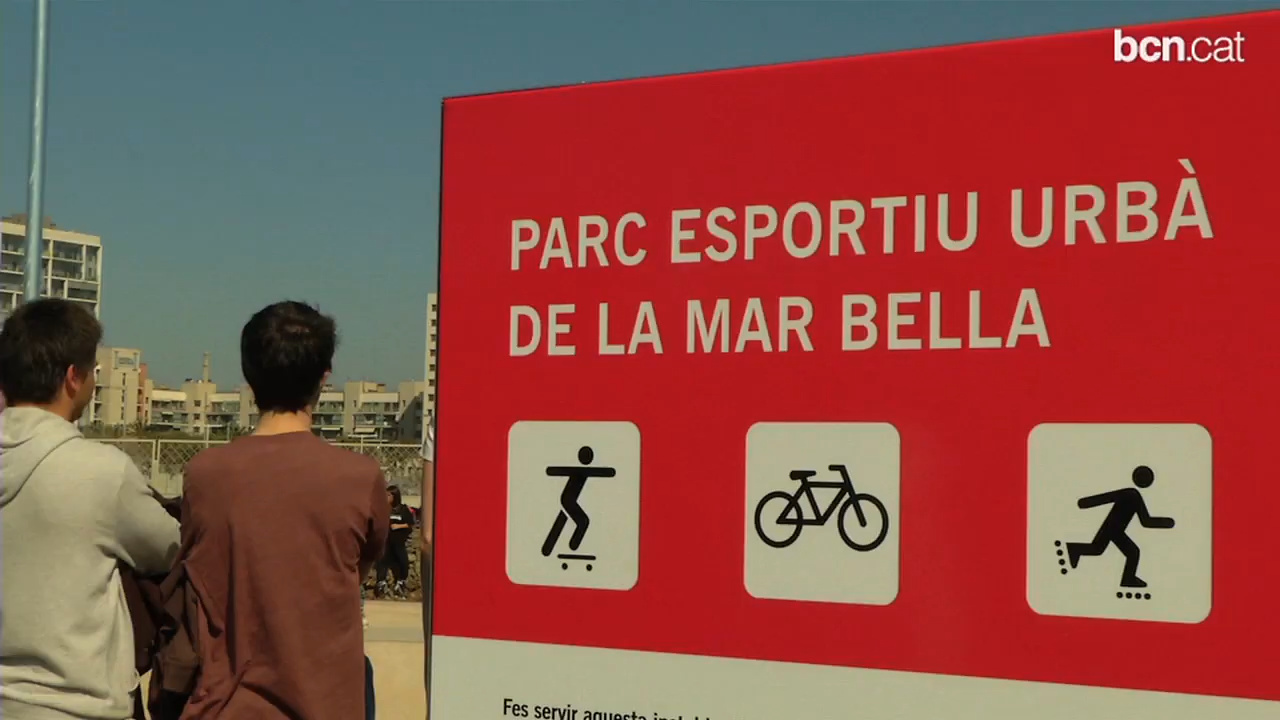 bcn.cat
PARC ESPORTIU URBÀ
DE LA MAR BELLA
Fes servir aquesta